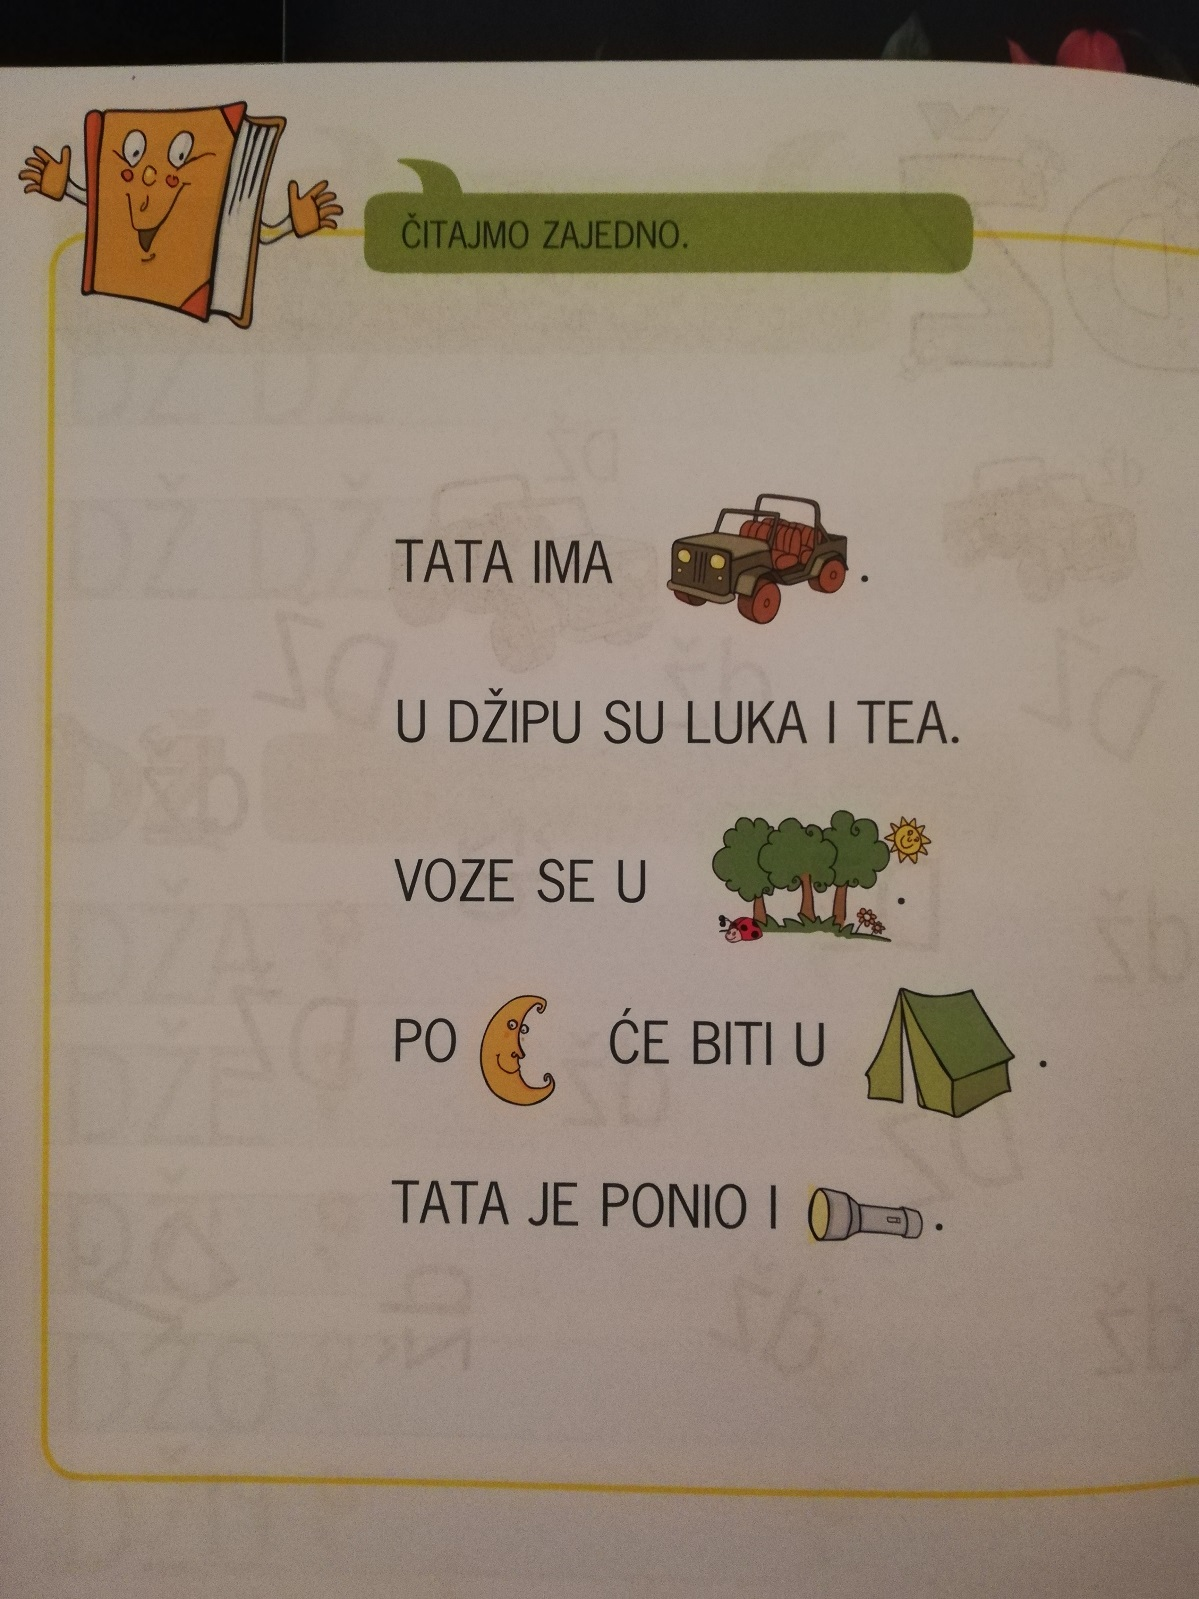 ČITAJMO ZAJEDNO.
TATA IMA .
U DŽIPU SU LUKA I TEA.
VOZE SE U .
PO ĆE BITI U .
TATA JE PONIO I .